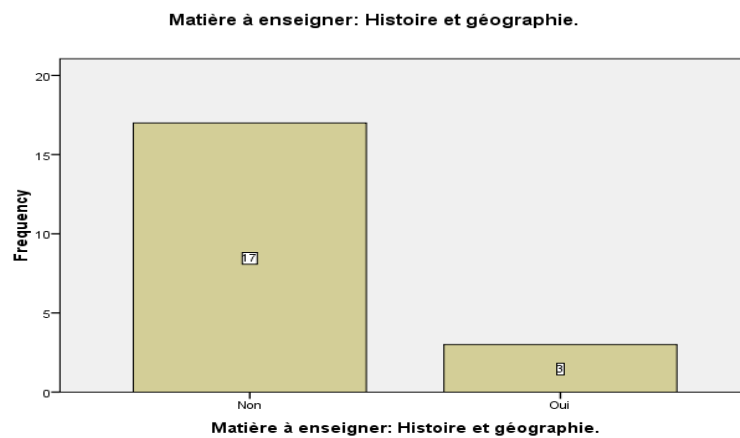 Matière à enseigner: Histoire et géographie.
20
15
10
5
0
Frequency
17
3
Non
Oui
Matière à enseigner: Histoire et géographie.